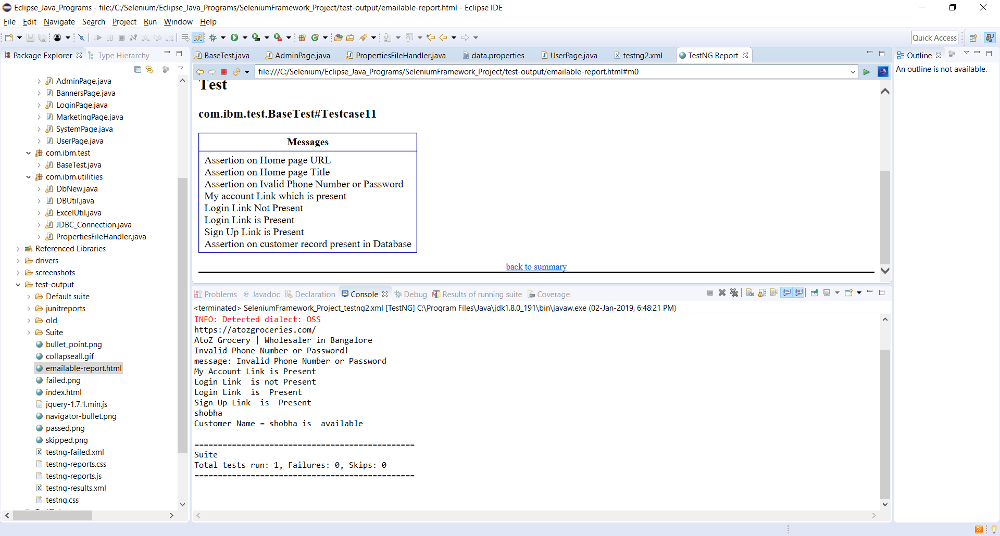 Eclipse_Java_Programs - file:/C:/Selenium/Eclipse_Java_Programs/SeleniumFramework_Project/test-output/emailable-report.html - Eclipse IDE
File Edit Navigate Search Project Run Window Help
Quick Access
Package Explorer Type Hierarchy
AdminPage.java
BannersPage.java
LoginPage.java
MarketingPage.java
SystemPage.java
UserPage.java
com.ibm.test
BaseTest.java
com.ibm.utilities
DbNew.java
DBUtil.java
ExcelUtil.java
JDBC_Connection.java
PropertiesFileHandler.java
Referenced Libraries
drivers
screenshots
test-output
Default suite
junitreports
old
Suite
bullet_point.png
collapseall.gif
emailable-report.html
failed.png
index.html
jquery-1.7.1.min.js
navigator-bullet.png
passed.png
skipped.png
testng-failed.xml
testng-reports.css
testng-reports.js
testng-results.xml
testng.css
BaseTest.java AdminPage.java PropertiesFileHandler.java data.properties UserPage.java testng2.xml TestNG Report
file:///C:/Selenium/Eclipse_Java_Programs/SeleniumFramework_Project/test-output/emailable-report.html#m0
Test
com.ibm.test.BaseTest#Testcase11
Messages
Assertion on Home page URL
Assertion on Home page Title
Assertion on Ivalid Phone Number or Password
My account Link which is present
Login Link Not Present
Login Link is Present
Sign Up Link is Present
Assertion on customer record present in Database
back to summary
Problems Javadoc Declaration Console Debug Results of running suite Coverage
<terminated> SeleniumFramework_Project_testng2.xml [TestNG] C:\Program Files\Java\jdk1.8.0_191\bin\javaw.exe (02-Jan-2019, 6:48:21 PM)
INFO: Detected dialect: OSS
https://atozgroceries.com/
AtoZ Grocery | Wholesaler in Bangalore
Invalid Phone Number or Password!
message: Invalid Phone Number or Password
My Account Link is Present
Login Link  is not Present
Login Link  is  Present
Sign Up Link  is  Present
shobha
Customer Name = shobha is  available
===============================================
Suite
Total tests run: 1, Failures: 0, Skips: 0
===============================================
Outline
An outline is not available.